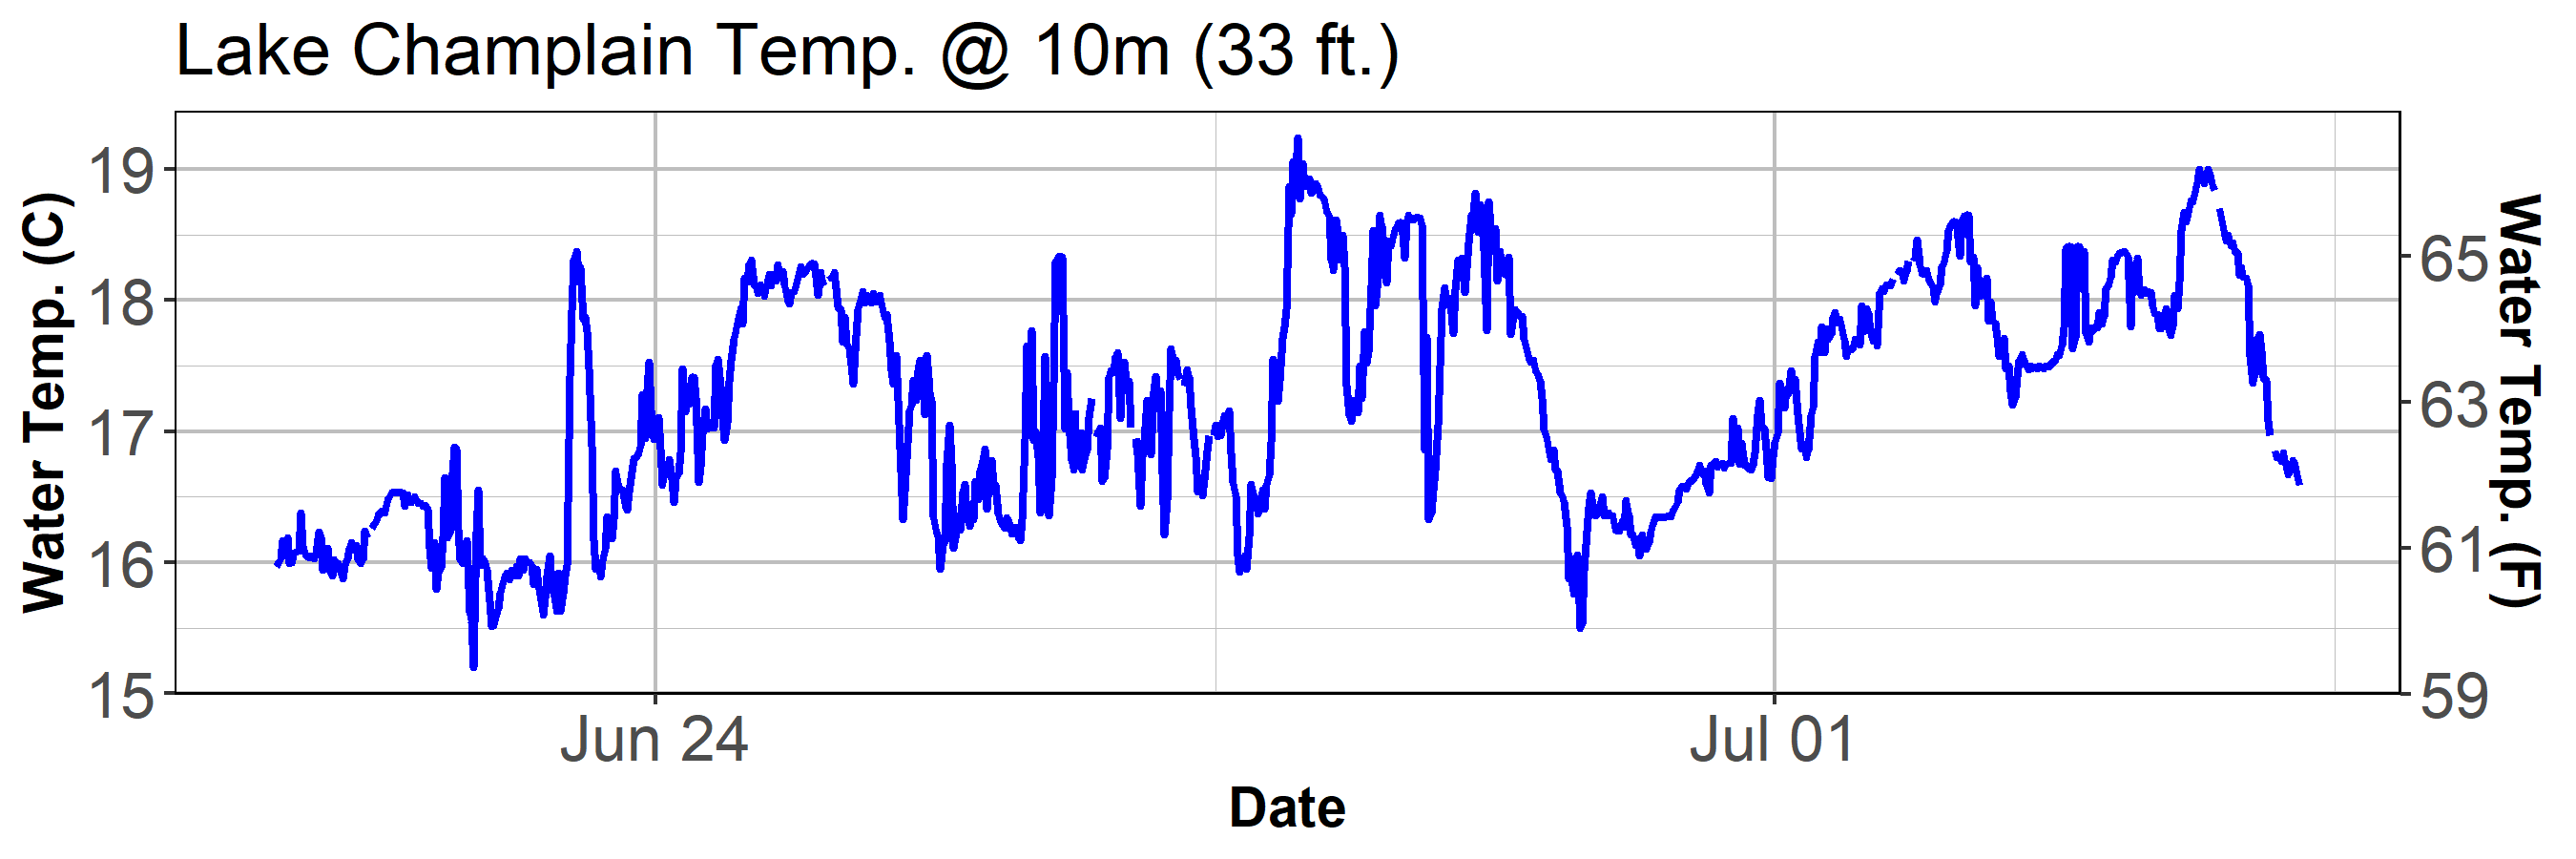 Lake Champlain Temp. @ 10m (33 ft.)
Water Temp. (C)
19
18
17
16
15
65
63
61
59
Water Temp. (F)
Jun 24
Jul 01
Date